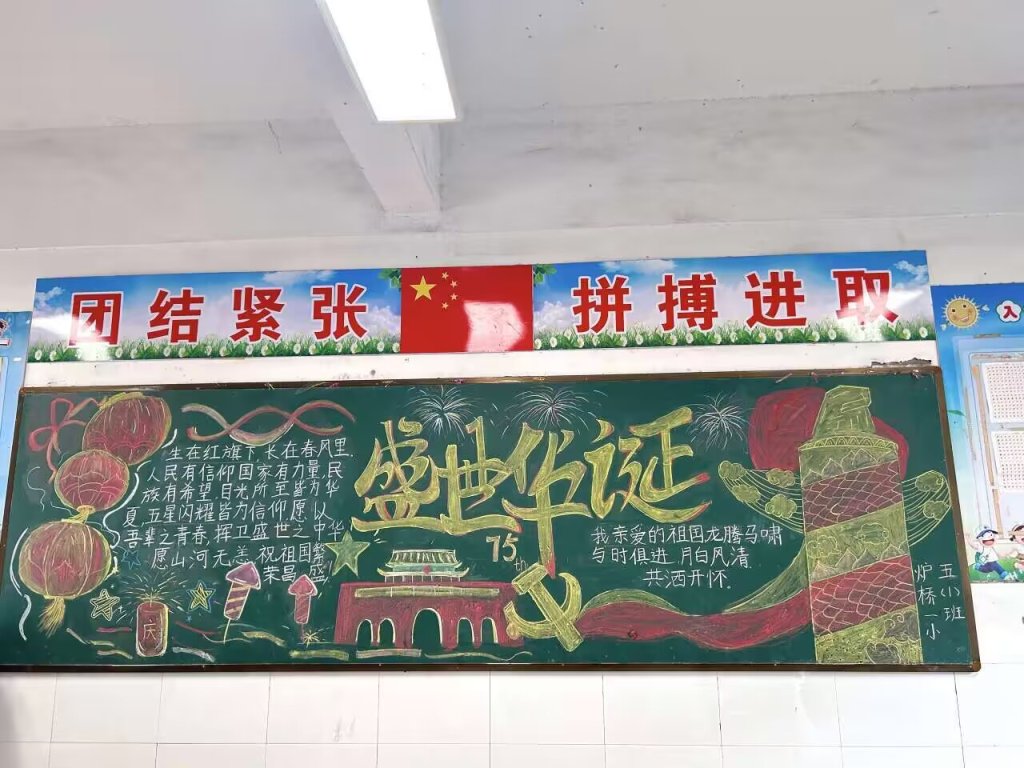 团结紧张
拼搏进取
入
生在红旗下,长在春风里.
人民有信仰国家有力量,民
族有希望.目光所至皆为华
夏,五星闪耀皆为信仰愿以
吾辈之青春,挥卫盛世之中华
愿山河无恙,祝祖国繁
荣昌盛!
盛世华诞
75th
我亲爱的祖国龙腾马啸
与时俱进,月白风清,
共洒开怀.
五(1)班
炉桥一小
庆